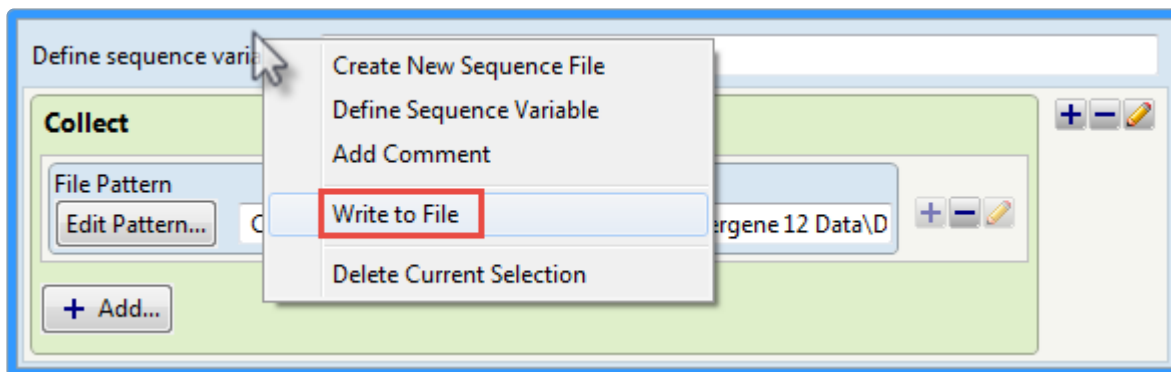 Define sequence varia
Create New Sequence File
Define Sequence Variable
Add Comment
Write to File
Delete Current Selection
Collect
File Pattern
Edit Pattern...
C
ergene 12 Data\D
+ Add...